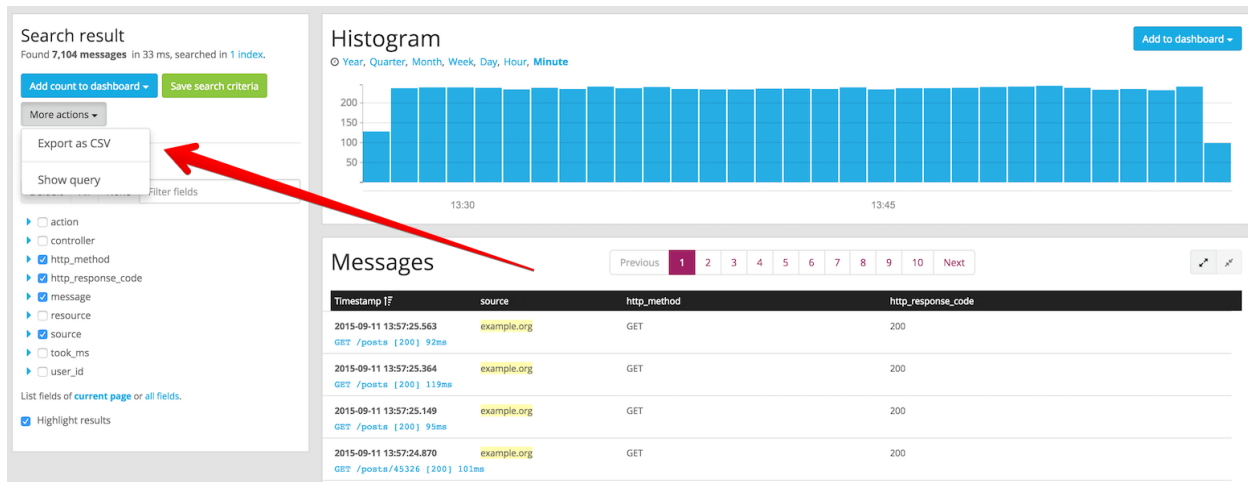 Search result
Found 7,104 messages in 33 ms, searched in 1 index.
Add count to dashboard
Save search criteria
More actions
Export as CSV
Show query
Filter fields
action
controller
http_method
http_response_code
message
resource
source
took_ms
user_id
List fields of current page or all fields.
Highlight results
Histogram
Add to dashboard
Year, Quarter, Month, Week, Day, Hour, Minute
200
150
100
50
13:30 13:45
Messages
Previous 1 2 3 4 5 6 7 8 9 10 Next
Timestamp source http_method http_response_code
2015-09-11 13:57:25.563 example.org GET 200
GET /posts [200] 92ms
2015-09-11 13:57:25.364 example.org GET 200
GET /posts [200] 119ms
2015-09-11 13:57:25.149 example.org GET 200
GET /posts [200] 95ms
2015-09-11 13:57:24.870 example.org GET 200
GET /posts/45326 [200] 101ms